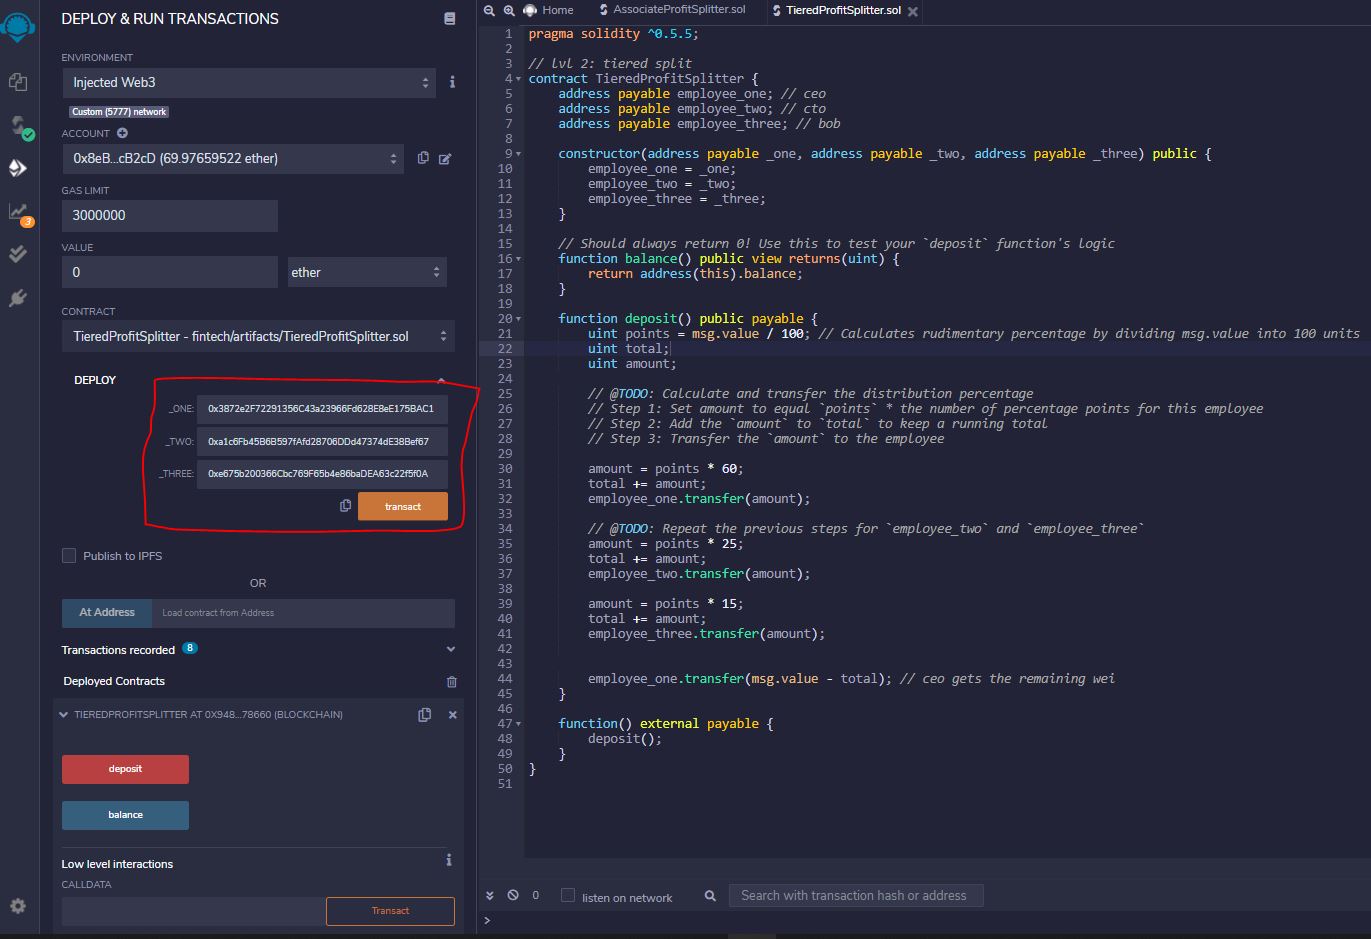 DEPLOY & RUN TRANSACTIONS
ENVIRONMENT
Injected Web3
Custom (5777) network
ACCOUNT
0x8eB...cB2cD (69.97659522 ether)
GAS LIMIT
3000000
VALUE
0
ether
CONTRACT
TieredProfitSplitter - fintech/artifacts/TieredProfitSplitter.sol
DEPLOY
_ONE: 0x3872e2F72291356C43a23966Fd628E8eE175BAC1
_TWO: 0xa1c6Fb45B6B597fAfd28706DDd47374dE38Bef67
_THREE: 0xe675b200366Cbc769F65b4e86baDEA63c22f5f0A
transact
Publish to IPFS
OR
At Address Load contract from Address
Transactions recorded 8
Deployed Contracts
TIEREDPROFITSPLITTER AT 0X948...78660 (BLOCKCHAIN)
deposit
balance
Low level interactions
CALLDATA
Transact
3
Home AssociateProfitSplitter.sol TieredProfitSplitter.sol
1 pragma solidity ^0.5.5;
2
3 // lvl 2: tiered split
4 contract TieredProfitSplitter {
5 address payable employee_one; // ceo
6 address payable employee_two; // cto
7 address payable employee_three; // bob
8
9 constructor(address payable _one, address payable _two, address payable _three) public {
10 employee_one = _one;
11 employee_two = _two;
12 employee_three = _three;
13 }
14
15 // Should always return 0! Use this to test your `deposit` function's logic
16 function balance() public view returns(uint) {
17 return address(this).balance;
18 }
19
20 function deposit() public payable {
21 uint points = msg.value / 100; // Calculates rudimentary percentage by dividing msg.value into 100 units
22 uint total;
23 uint amount;
24
25 // @TODO: Calculate and transfer the distribution percentage
26 // Step 1: Set amount to equal `points` * the number of percentage points for this employee
27 // Step 2: Add the `amount` to `total` to keep a running total
28 // Step 3: Transfer the `amount` to the employee
29
30 amount = points * 60;
31 total += amount;
32 employee_one.transfer(amount);
33
34 // @TODO: Repeat the previous steps for `employee_two` and `employee_three`
35 amount = points * 25;
36 total += amount;
37 employee_two.transfer(amount);
38
39 amount = points * 15;
40 total += amount;
41 employee_three.transfer(amount);
42
43
44 employee_one.transfer(msg.value - total); // ceo gets the remaining wei
45 }
46
47 function() external payable {
48 deposit();
49 }
50 }
51
0 listen on network Search with transaction hash or address
>